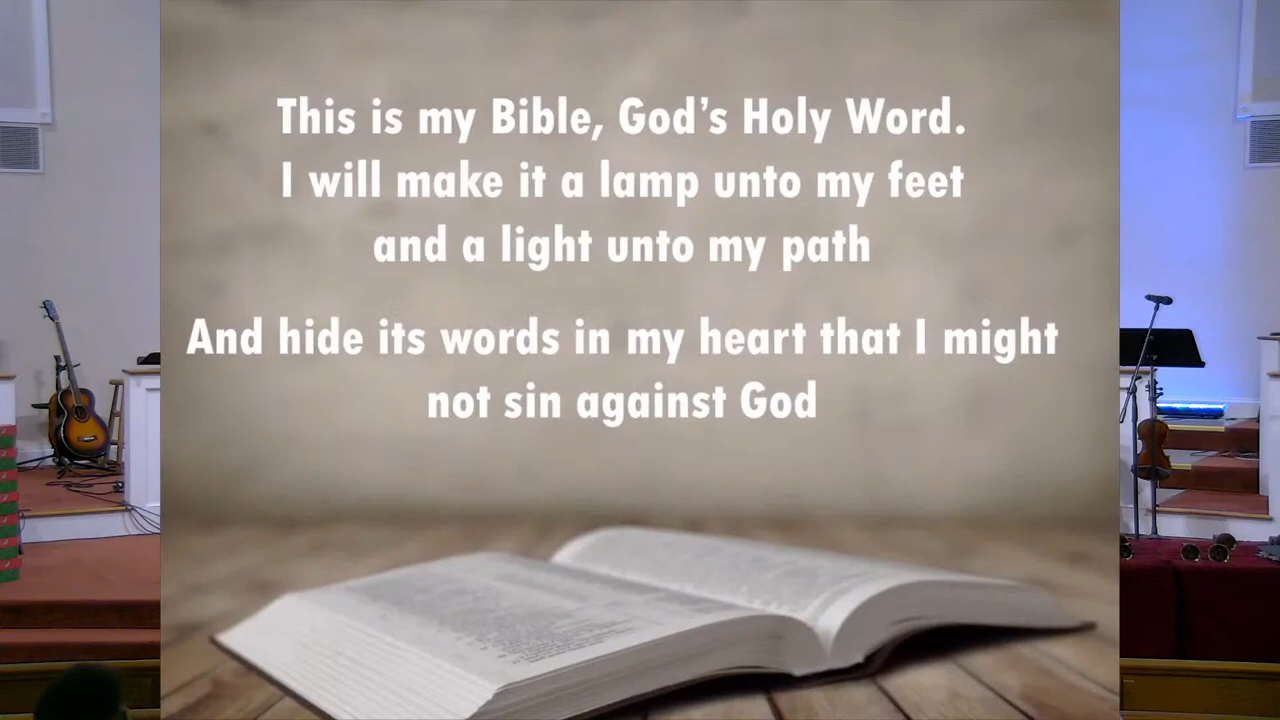 This is my Bible, God’s Holy Word.
I will make it a lamp unto my feet
and a light unto my path
And hide its words in my heart that I might
not sin against God